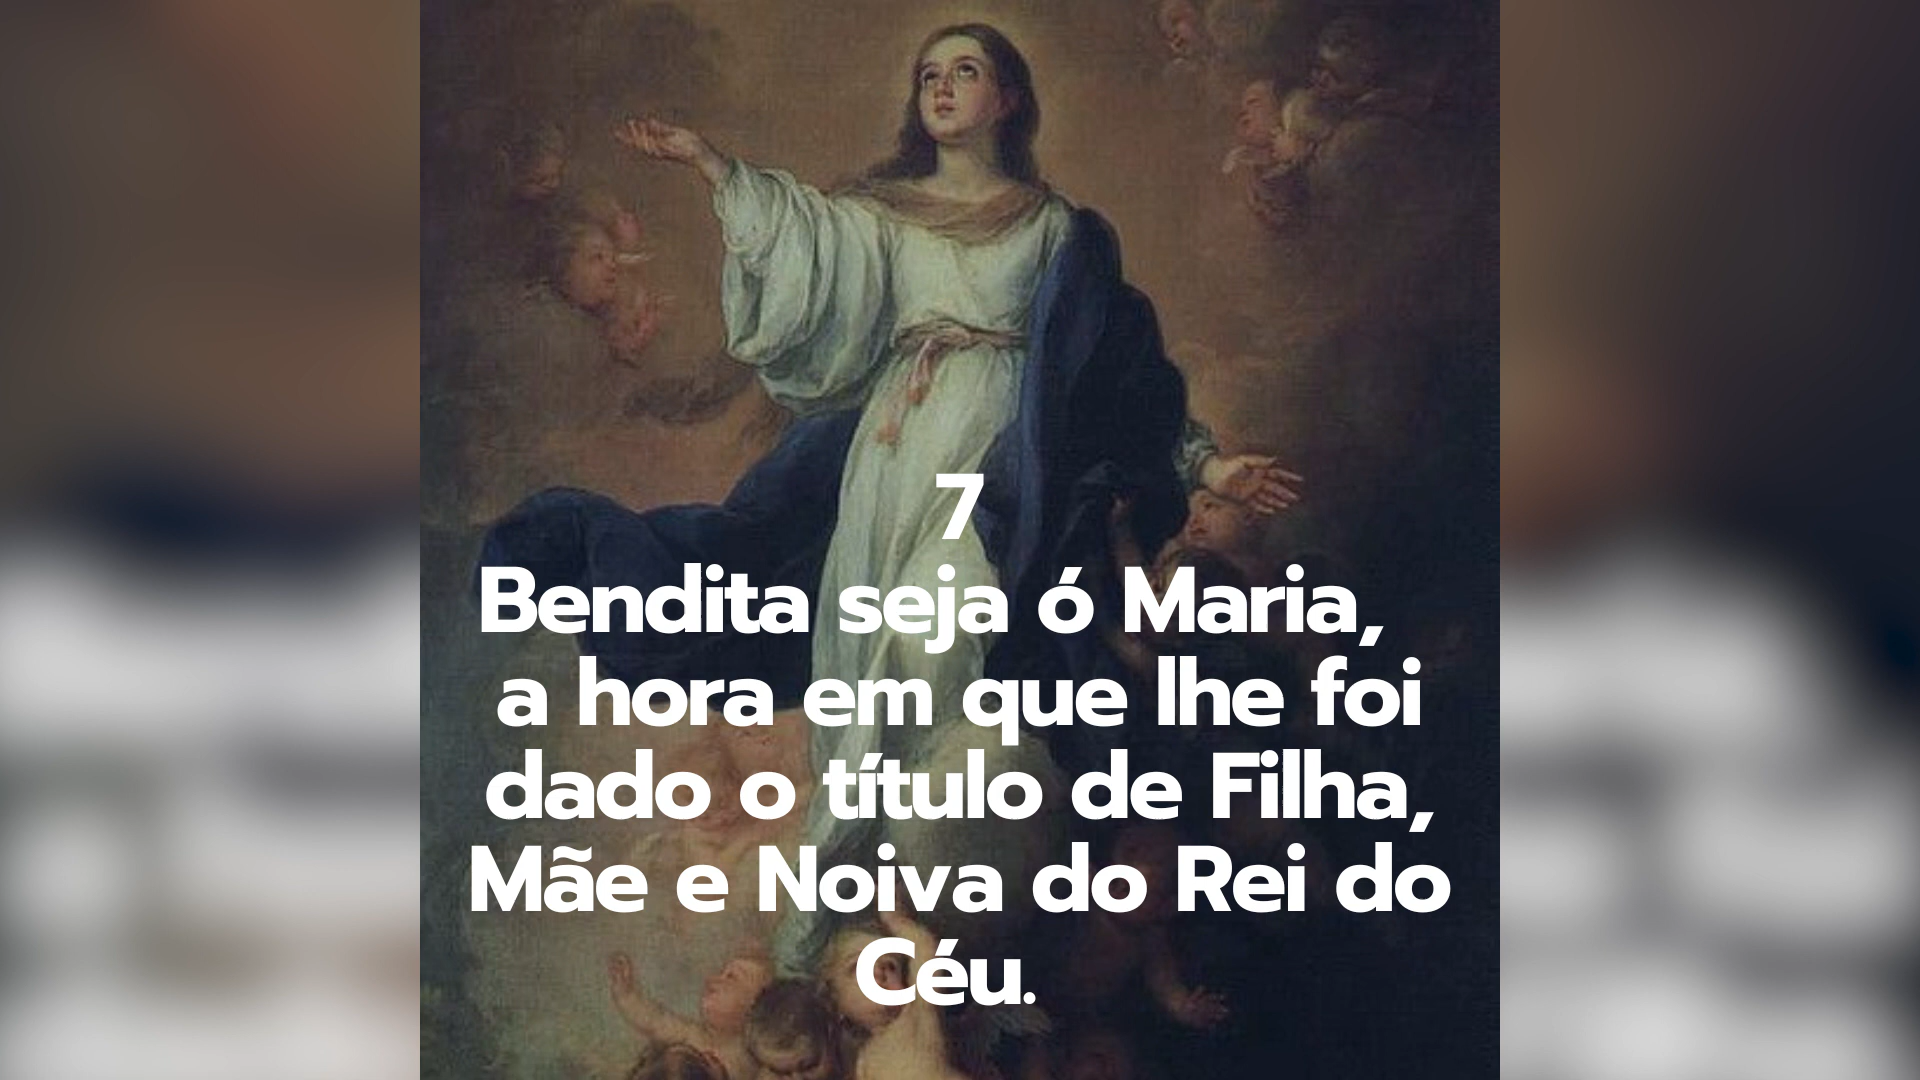 7
Bendita seja ó Maria,
a hora em que lhe foi
dado o título de Filha,
Mãe e Noiva do Rei do
Céu.